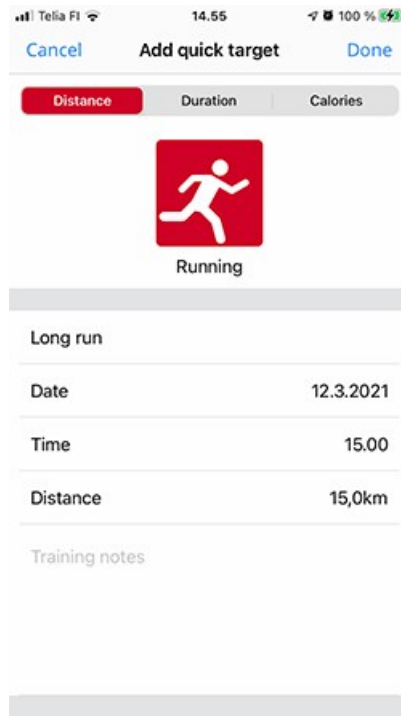 Telia FI 14.55 100 %
Cancel Add quick target Done
Distance Duration Calories
Running
Long run
Date 12.3.2021
Time 15.00
Distance 15,0km
Training notes